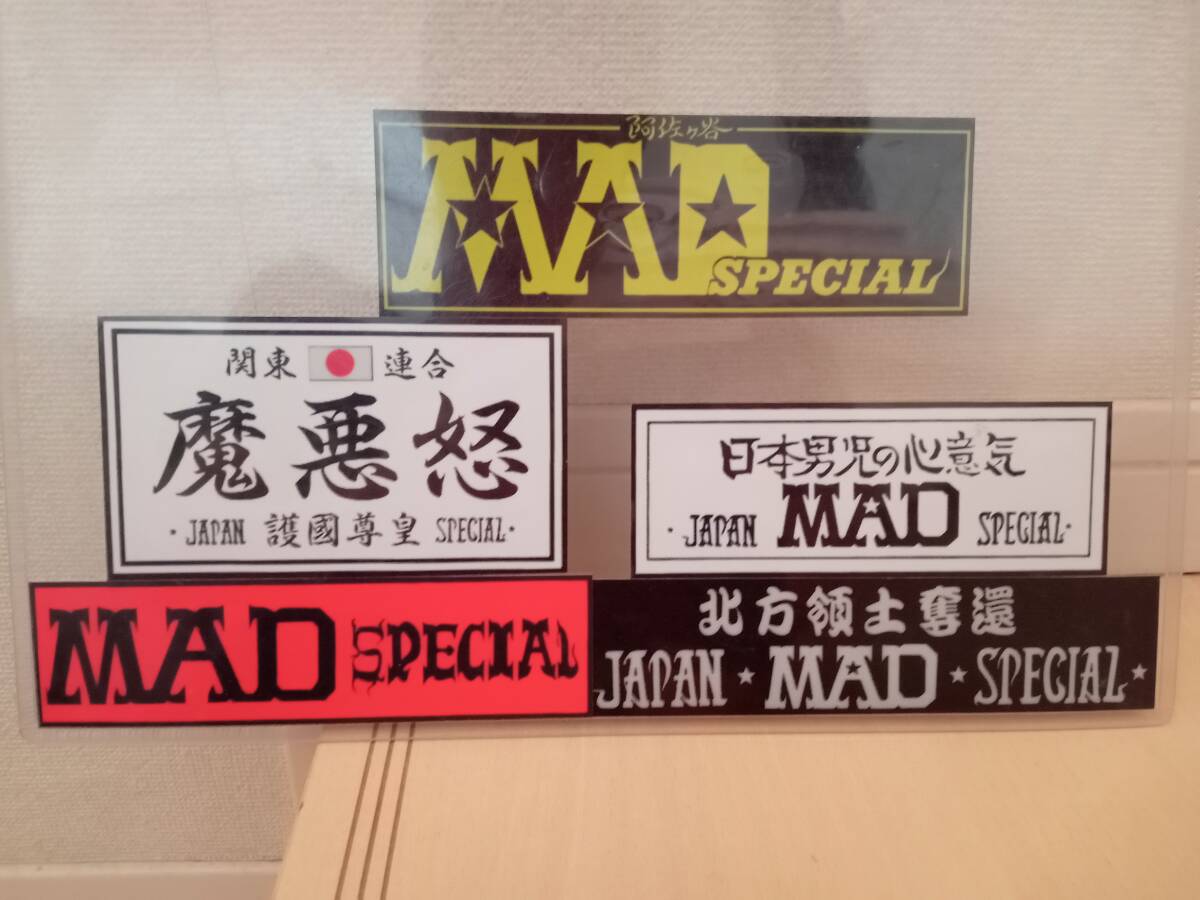 阿佐ヶ谷
MAD
SPECIAL
関東 連合
魔悪怒
・JAPAN 護國尊皇 SPECIAL・
日本男児の心意気
・JAPAN MAD SPECIAL・
MAD SPECIAL
北方領土奪還
JAPAN ★ MAD ★ SPECIAL ★